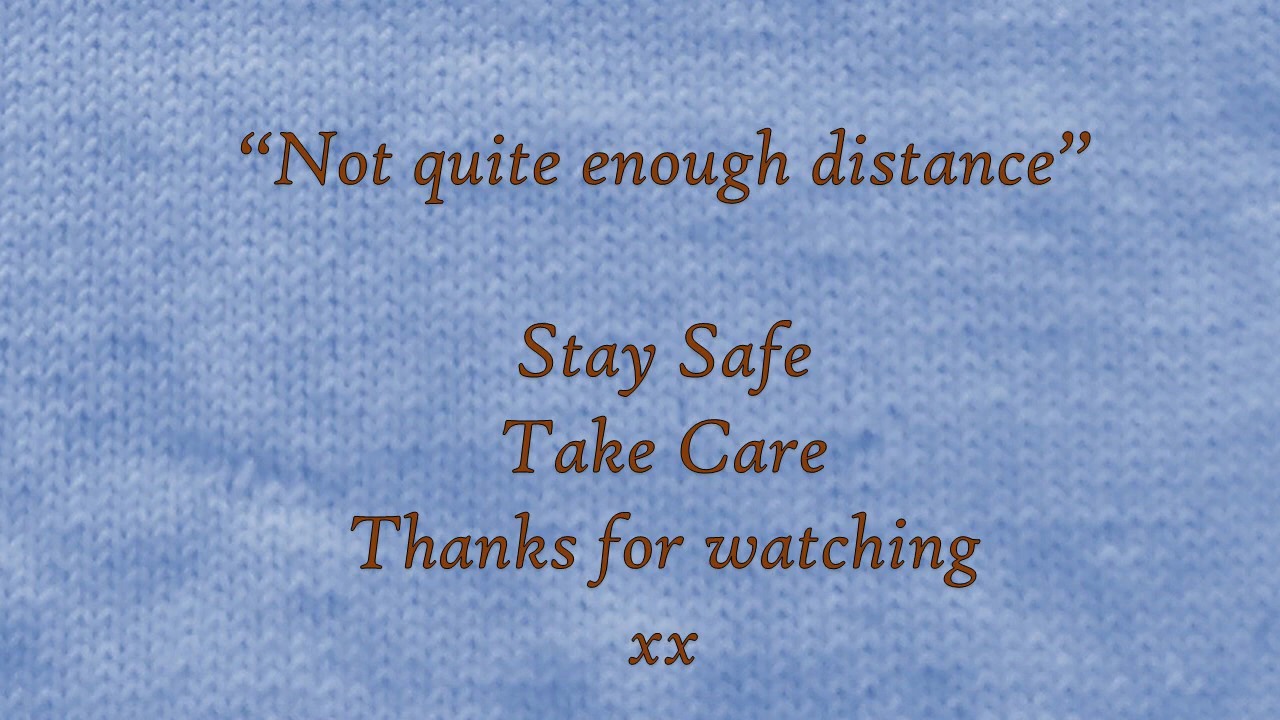 “Not quite enough distance”
Stay Safe
Take Care
Thanks for watching
xx